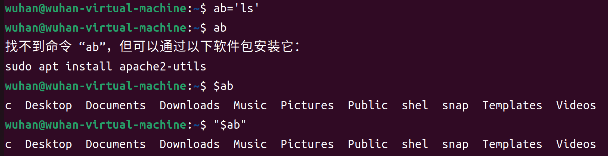 wuhan@wuhan-virtual-machine:~$ ab='ls'
wuhan@wuhan-virtual-machine:~$ ab
找不到命令 “ab”，但可以通过以下软件包安装它：
sudo apt install apache2-utils
wuhan@wuhan-virtual-machine:~$ $ab
c Desktop Documents Downloads Music Pictures Public shel snap Templates Videos
wuhan@wuhan-virtual-machine:~$ "$ab"
c Desktop Documents Downloads Music Pictures Public shel snap Templates Videos